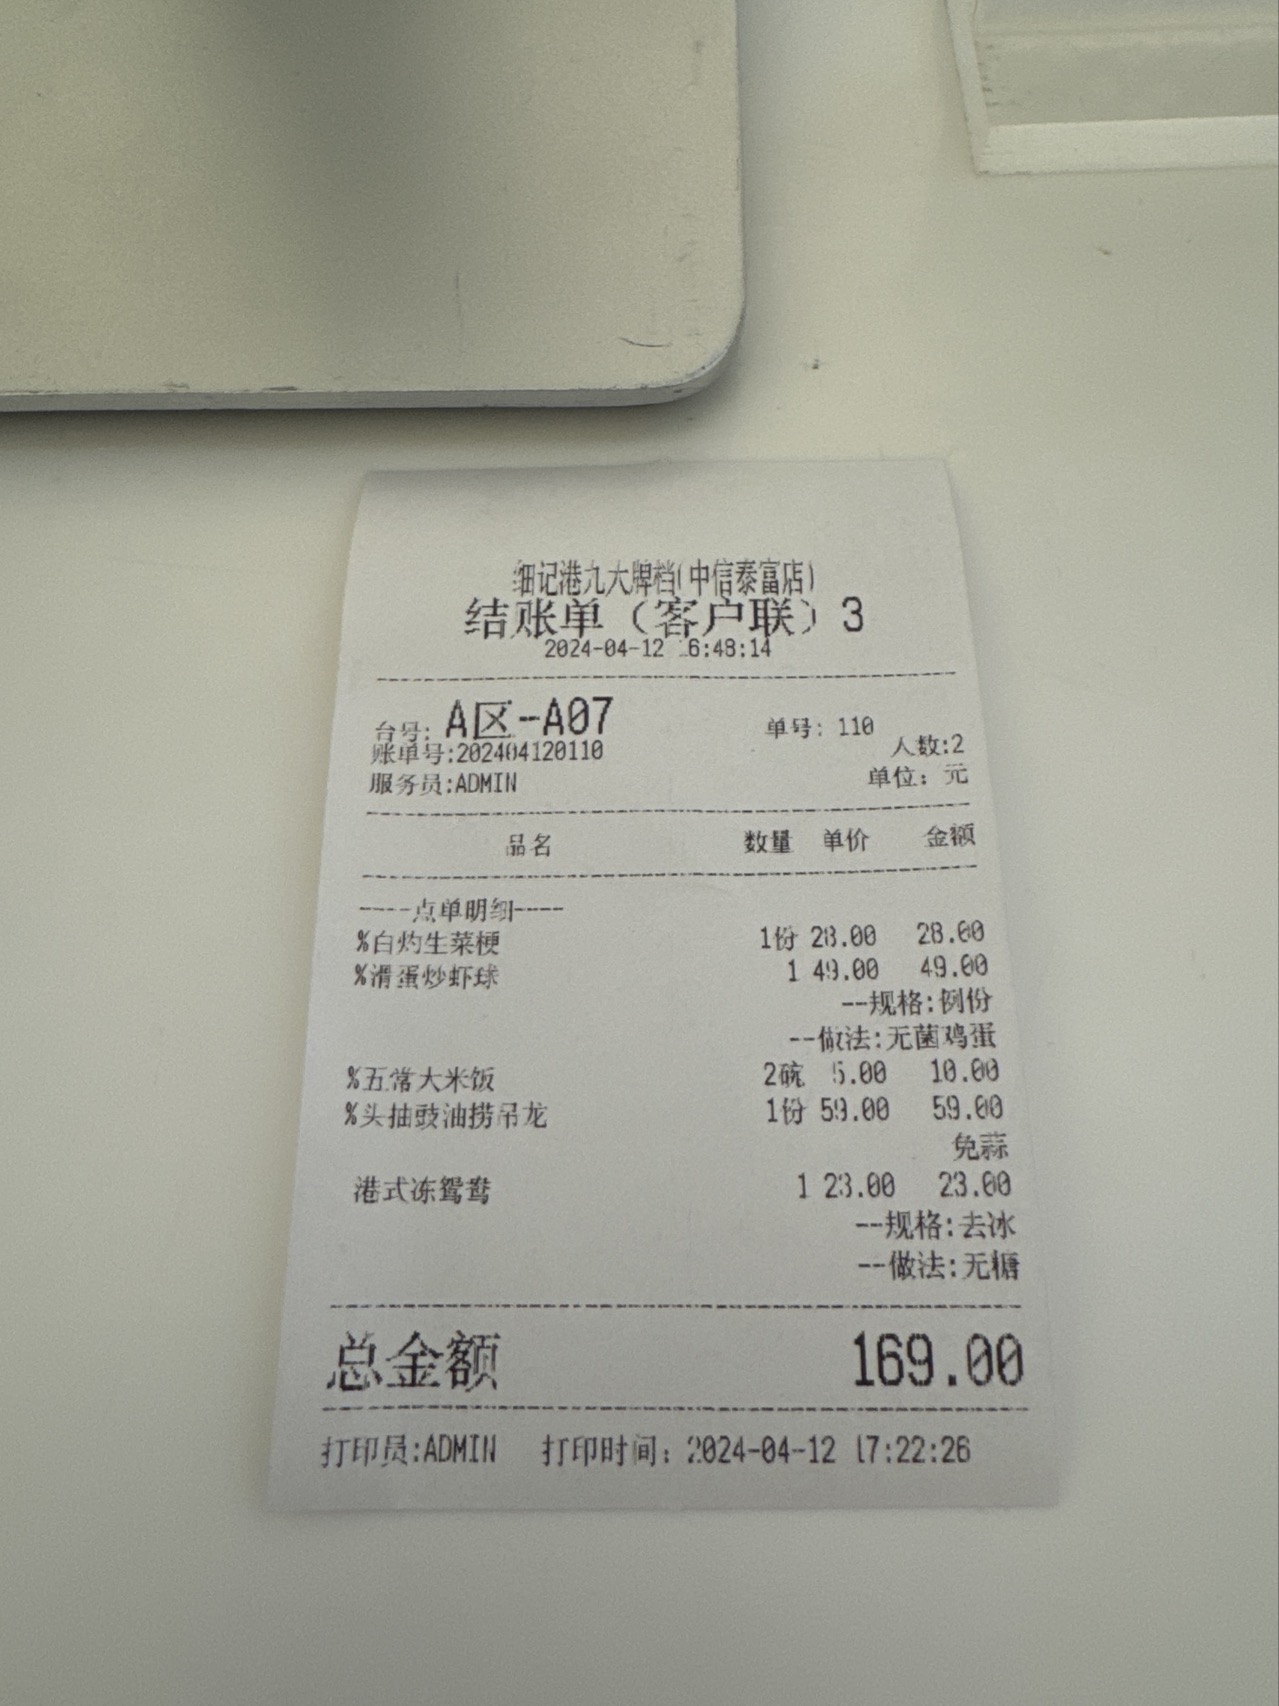 细记港九大牌档(中信泰富店)
结账单（客户联）3
2024-04-12 16:48:14
台号: A区-A07 单号: 110
账单号:202404120110 人数:2
服务员:ADMIN 单位: 元
品名 数量 单价 金额
----点单明细----
%白灼生菜梗 1份 28.00 28.00
%滑蛋炒虾球 1 49.00 49.00
--规格:例份
--做法:无菌鸡蛋
%五常大米饭 2碗 5.00 10.00
%头抽豉油捞吊龙 1份 59.00 59.00
免蒜
港式冻鸳鸯 1 23.00 23.00
--规格:去冰
--做法:无糖
总金额 169.00
打印员:ADMIN 打印时间: 2024-04-12 17:22:26